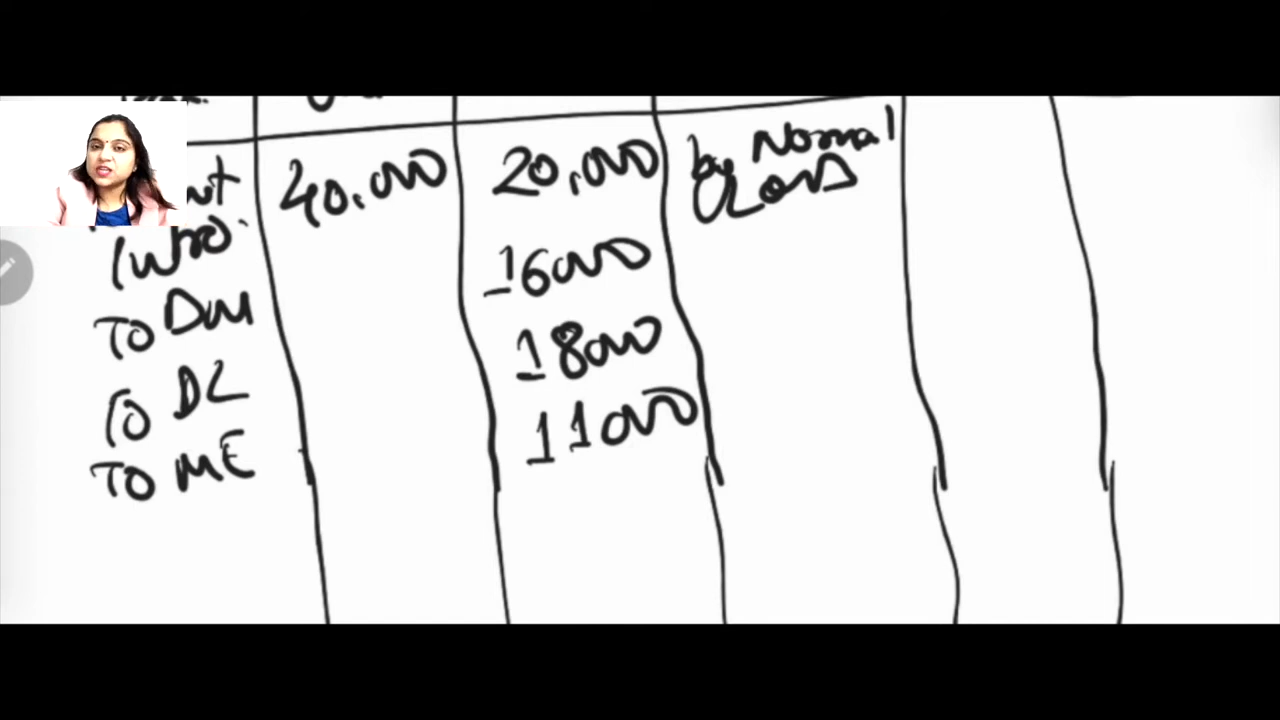 40,000 20,000 by Normal
Loss
16000
To DM
18000
To DL
11000
To ME